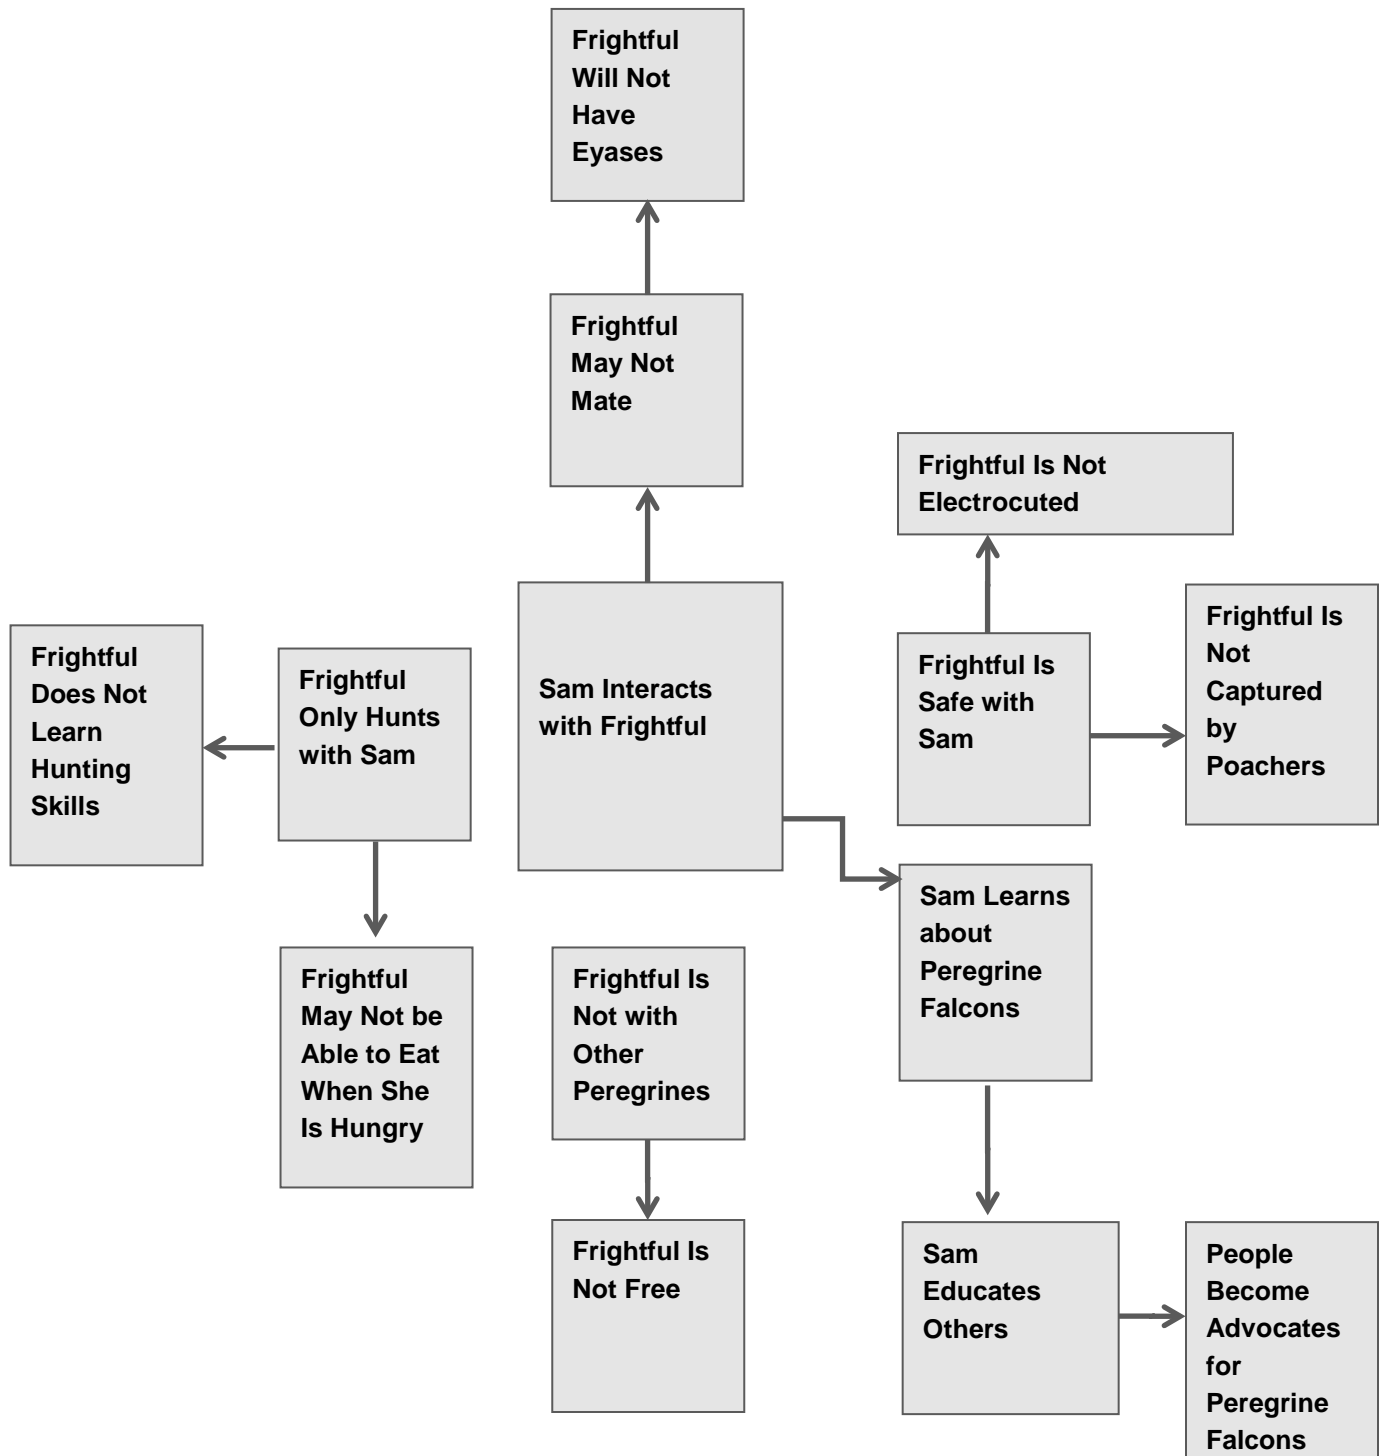 Frightful
Will Not
Have
Eyases
Frightful
May Not
Mate
Frightful Is Not
Electrocuted
Frightful Is
Not
Captured
by
Poachers
Frightful
Does Not
Learn
Hunting
Skills
Frightful
Only Hunts
with Sam
Sam Interacts
with Frightful
Frightful Is
Safe with
Sam
Sam Learns
about
Peregrine
Falcons
Frightful
May Not be
Able to Eat
When She
Is Hungry
Frightful Is
Not with
Other
Peregrines
Frightful Is
Not Free
Sam
Educates
Others
People
Become
Advocates
for
Peregrine
Falcons